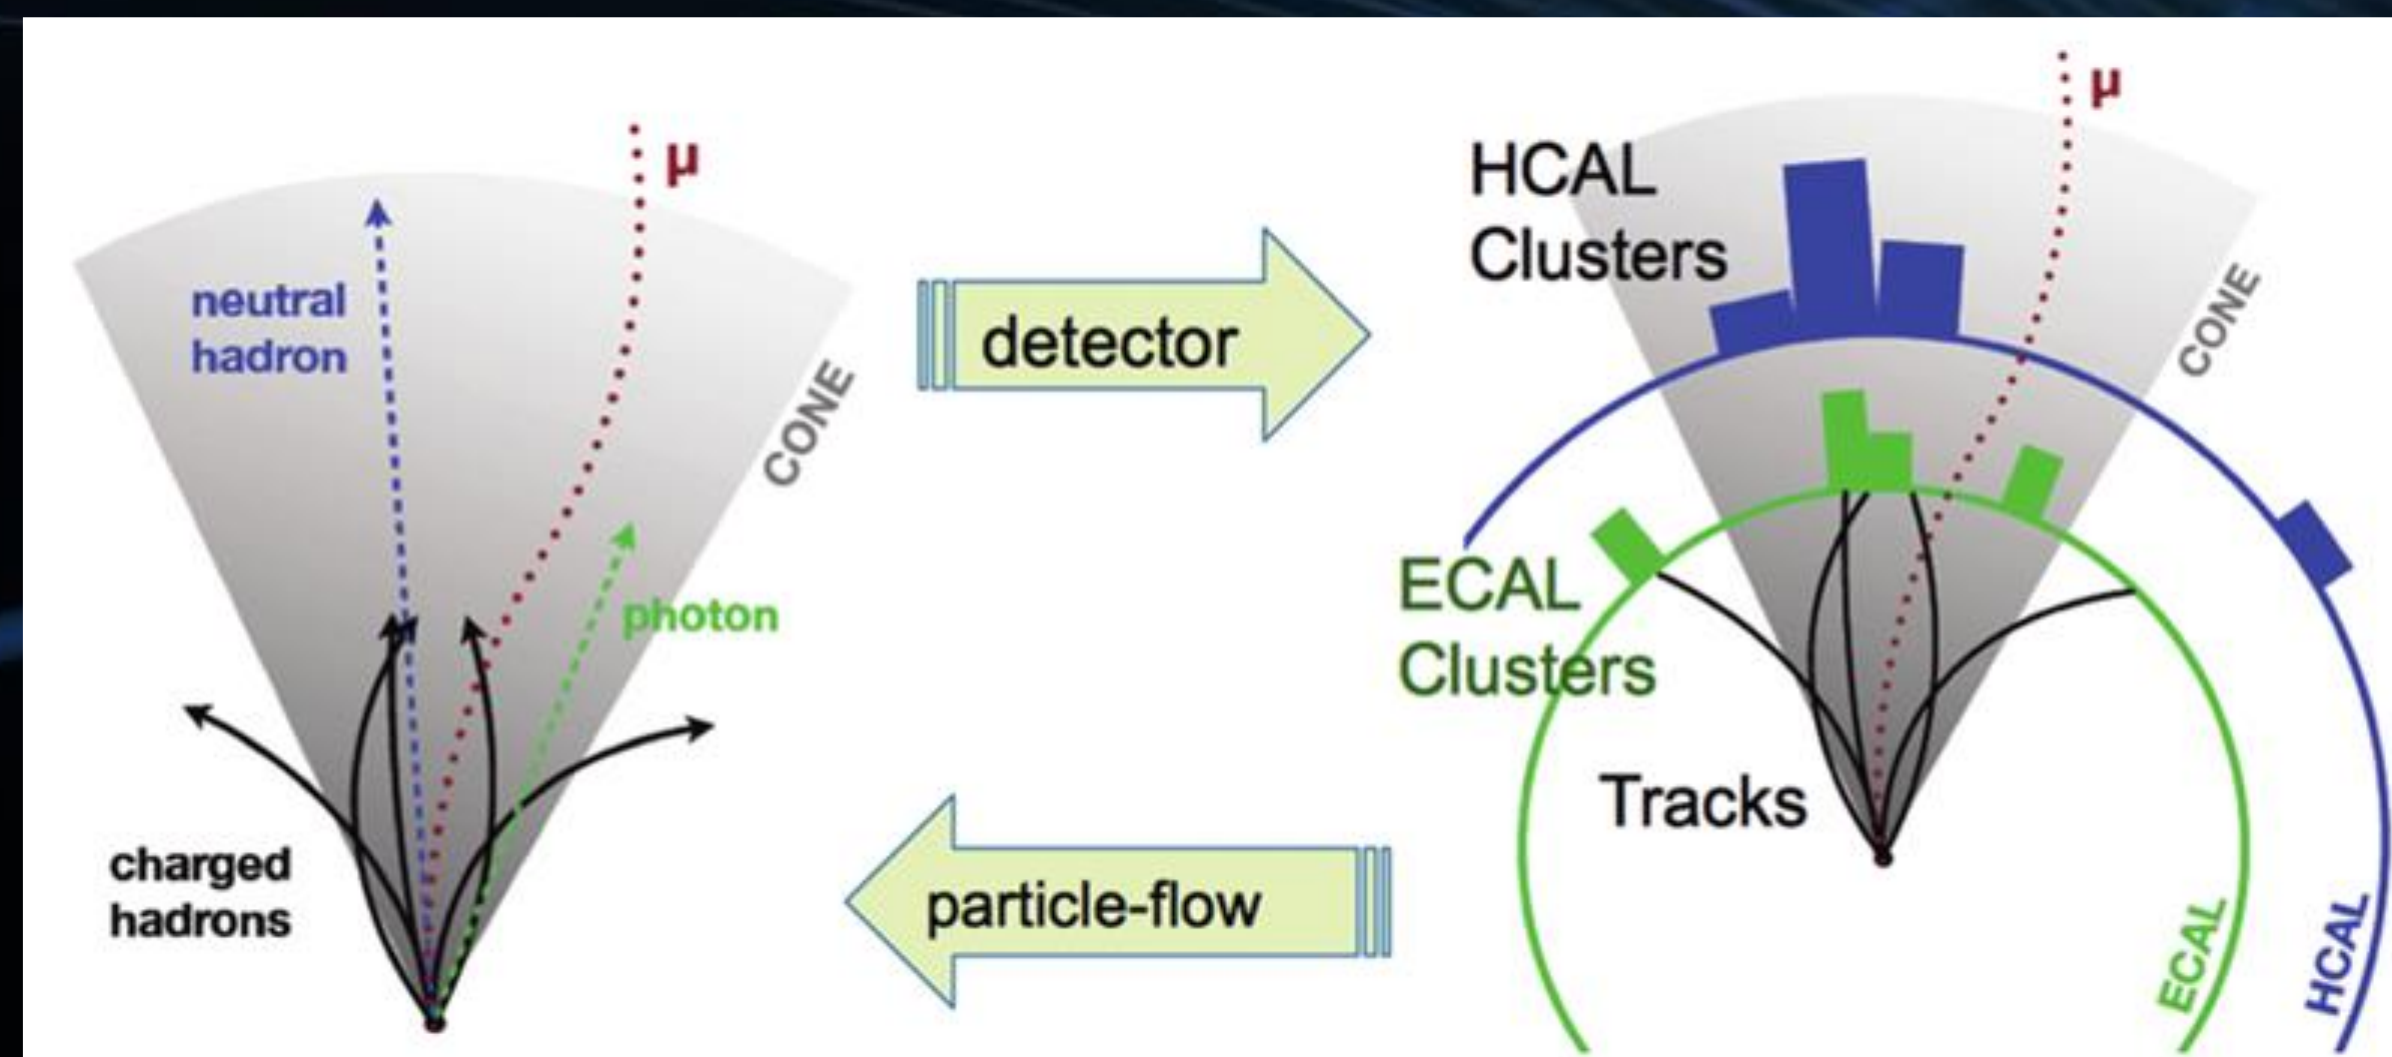 μ
neutral
hadron
CONE
photon
charged
hadrons
detector
particle-flow
μ
HCAL
Clusters
CONE
ECAL
Clusters
Tracks
ECAL
HCAL